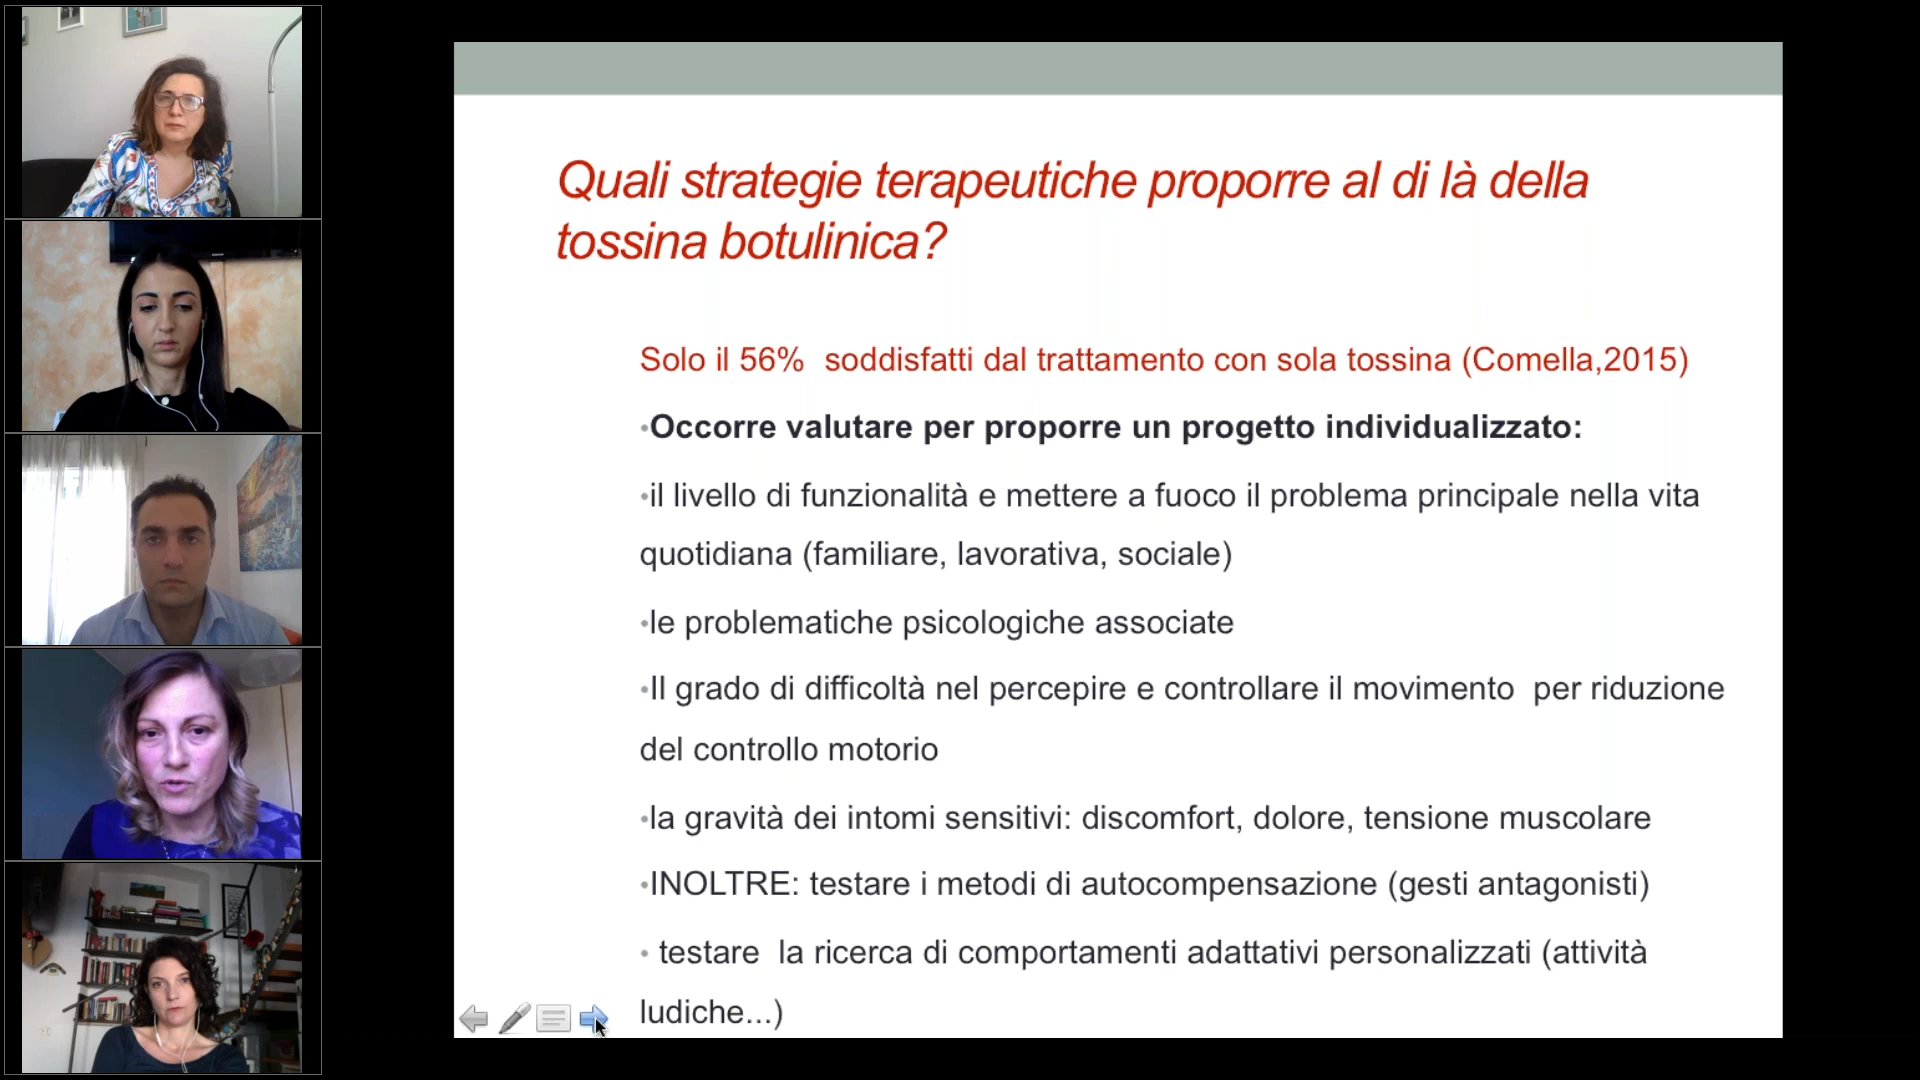 Quali strategie terapeutiche proporre al di là della
tossina botulinica?
Solo il 56%  soddisfatti dal trattamento con sola tossina (Comella,2015)
•Occorre valutare per proporre un progetto individualizzato:
•il livello di funzionalità e mettere a fuoco il problema principale nella vita
quotidiana (familiare, lavorativa, sociale)
•le problematiche psicologiche associate
•Il grado di difficoltà nel percepire e controllare il movimento  per riduzione
del controllo motorio
•la gravità dei intomi sensitivi: discomfort, dolore, tensione muscolare
•INOLTRE: testare i metodi di autocompensazione (gesti antagonisti)
• testare  la ricerca di comportamenti adattativi personalizzati (attività
ludiche...)